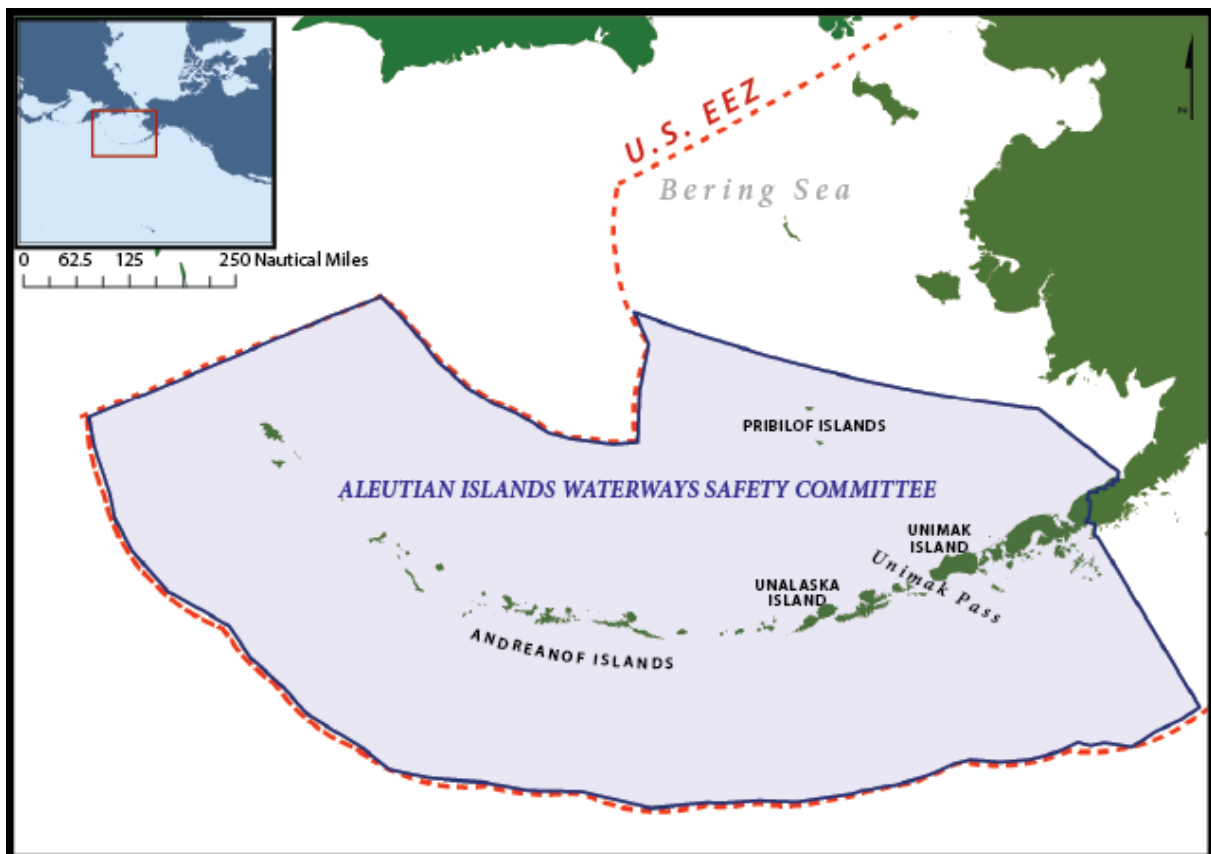 N
U.S. EEZ
Bering Sea
0 62.5 125 250 Nautical Miles
PRIBILOF ISLANDS
ALEUTIAN ISLANDS WATERWAYS SAFETY COMMITTEE
UNIMAK
ISLAND
Unimak Pass
UNALASKA
ISLAND
ANDREANOF ISLANDS